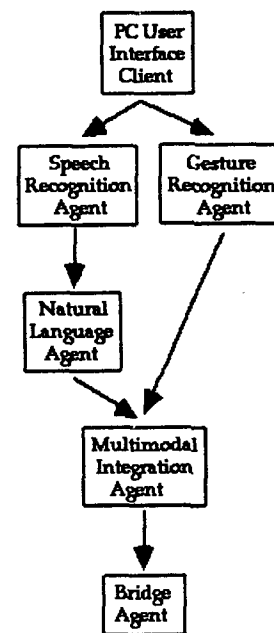 PC User
Interface
Client
Speech
Recognition
Agent
Gesture
Recognition
Agent
Natural
Language
Agent
Multimodal
Integration
Agent
Bridge
Agent